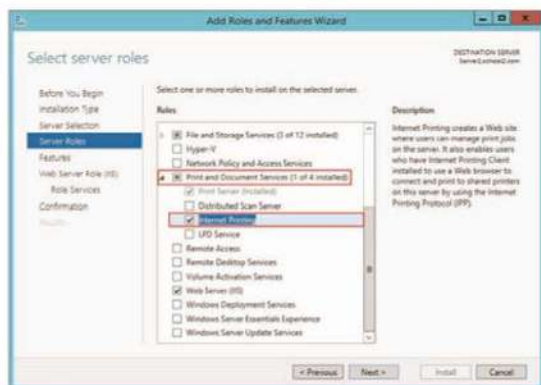 Add Roles and Features Wizard
Select server roles
DESTINATION SERVER
Before You Begin
Installation Type
Server Selection
Server Roles
Features
Web Server Role (IIS)
Role Services
Confirmation
Results
Select one or more roles to install on the selected server.
Roles
File and Storage Services (3 of 12 installed)
Hyper-V
Network Policy and Access Services
Print and Document Services (1 of 4 installed)
Print Server (Installed)
Distributed Scan Server
Internet Printing
LPD Service
Remote Access
Remote Desktop Services
Volume Activation Services
Web Server (IIS)
Windows Deployment Services
Windows Server Essentials Experience
Windows Server Update Services
Description
Internet Printing creates a Web site
where users can manage print jobs
on the server. It also enables users
who have Internet Printing Client
installed to use a Web browser to
connect and print to shared printers
on this server by using the Internet
Printing Protocol (IPP).
< Previous
Next >
Install
Cancel